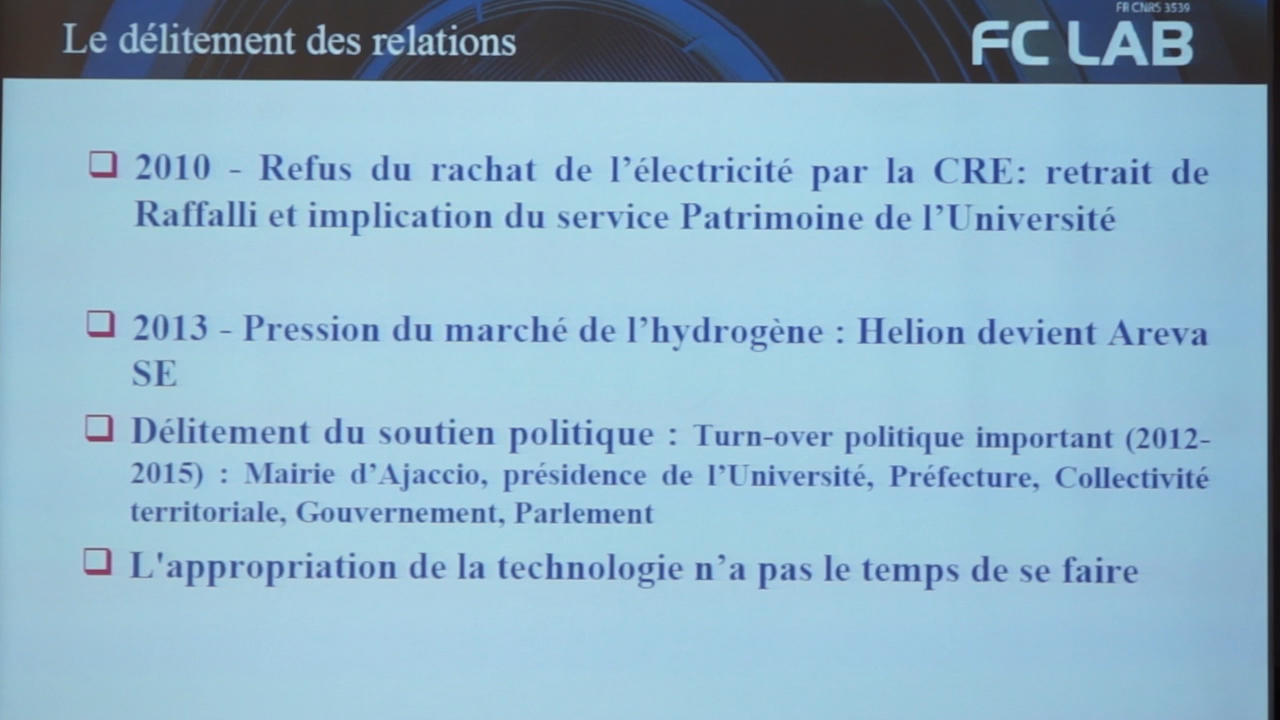 FR CNRS 3539
Le délitement des relations
FC LAB
❑ 2010 - Refus du rachat de l’électricité par la CRE: retrait de
Raffalli et implication du service Patrimoine de l’Université
❑ 2013 - Pression du marché de l’hydrogène : Helion devient Areva
SE
❑ Délitement du soutien politique : Turn-over politique important (2012-
2015) : Mairie d’Ajaccio, présidence de l’Université, Préfecture, Collectivité
territoriale, Gouvernement, Parlement
❑ L'appropriation de la technologie n’a pas le temps de se faire